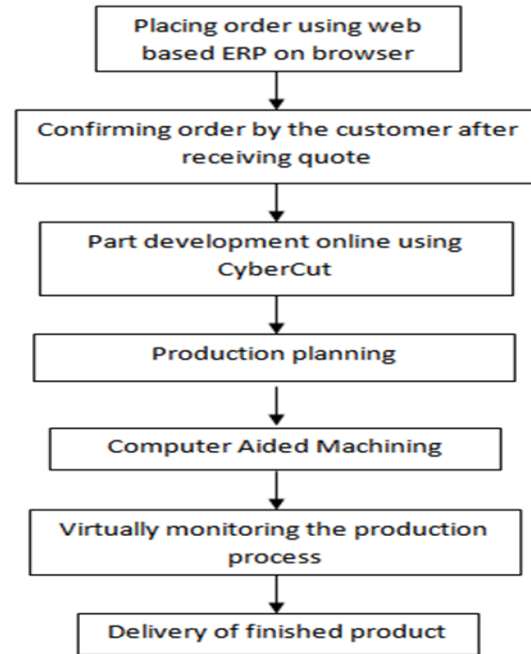 Placing order using web
based ERP on browser
Confirming order by the customer after
receiving quote
Part development online using
CyberCut
Production planning
Computer Aided Machining
Virtually monitoring the production
process
Delivery of finished product